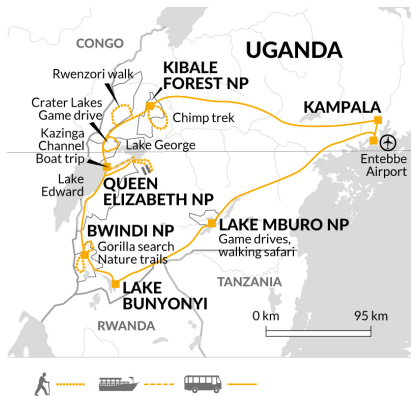 CONGO
UGANDA
Rwenzori walk
KIBALE
FOREST NP
Crater Lakes
Game drive
KAMPALA
Chimp trek
Kazinga
Channel
Boat trip
Lake George
Entebbe
Airport
Lake
Edward
QUEEN
ELIZABETH NP
BWINDI NP
Gorilla search
Nature trails
LAKE MBURO NP
Game drives,
walking safari
LAKE
BUNYONYI
TANZANIA
RWANDA
0 km
95 km